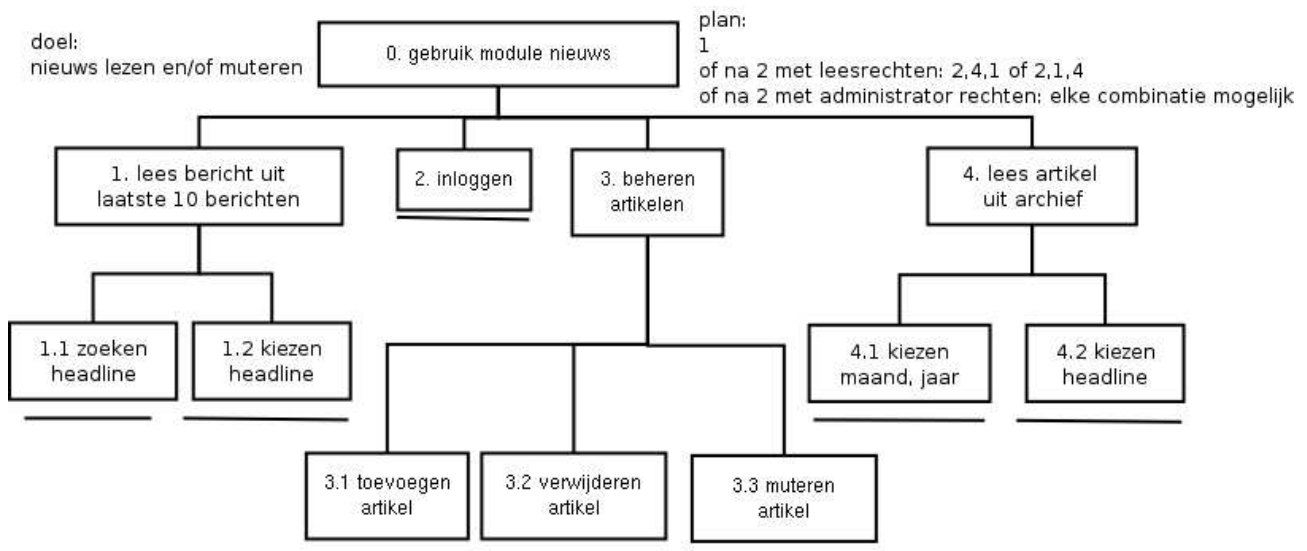 doel:
nieuws lezen en/of muteren
0. gebruik module nieuws
plan:
1
of na 2 met leesrechten: 2,4,1 of 2,1,4
of na 2 met administrator rechten: elke combinatie mogelijk
1. lees bericht uit
laatste 10 berichten
2. inloggen
3. beheren
artikelen
4. lees artikel
uit archief
1.1 zoeken
headline
1.2 kiezen
headline
4.1 kiezen
maand, jaar
4.2 kiezen
headline
3.1 toevoegen
artikel
3.2 verwijderen
artikel
3.3 muteren
artikel